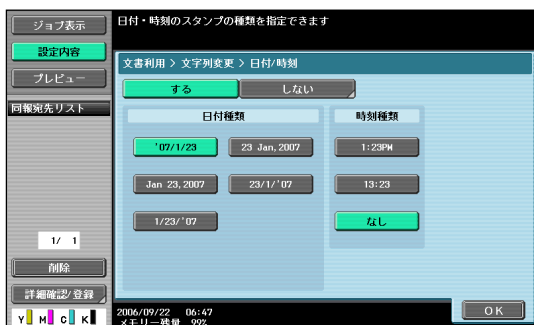 ジョブ表示
設定内容
プレビュー
同報宛先リスト
1/ 1
削除
詳細確認/登録
Y M C K
日付・時刻のスタンプの種類を指定できます
文書利用 > 文字列変更 > 日付/時刻
する しない
日付種類 時刻種類
'07/1/23 23 Jan,2007 1:23PM
Jan 23,2007 23/1/'07 13:23
1/23/'07 なし
2006/09/22 06:47
メモリー残量 99%
OK